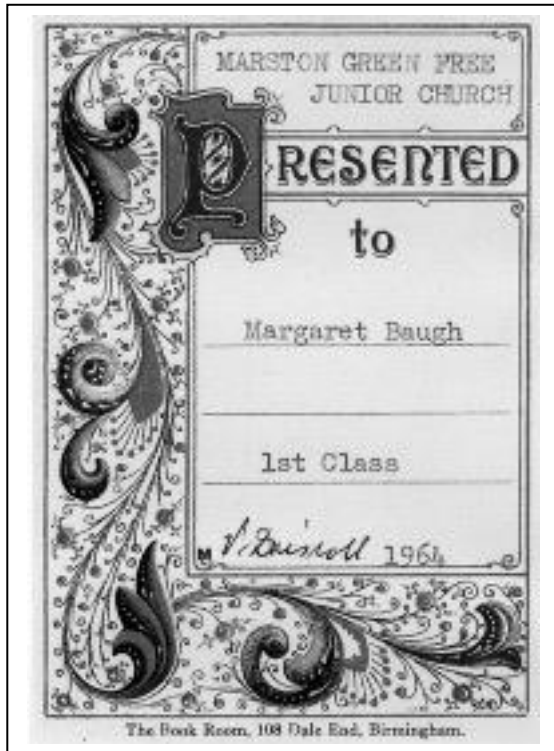 MARSTON GREEN FREE
JUNIOR CHURCH
PRESENTED
to
Margaret Baugh
1st Class
M V. Driscoll 1964
The Book Room, 108 Dale End, Birmingham.